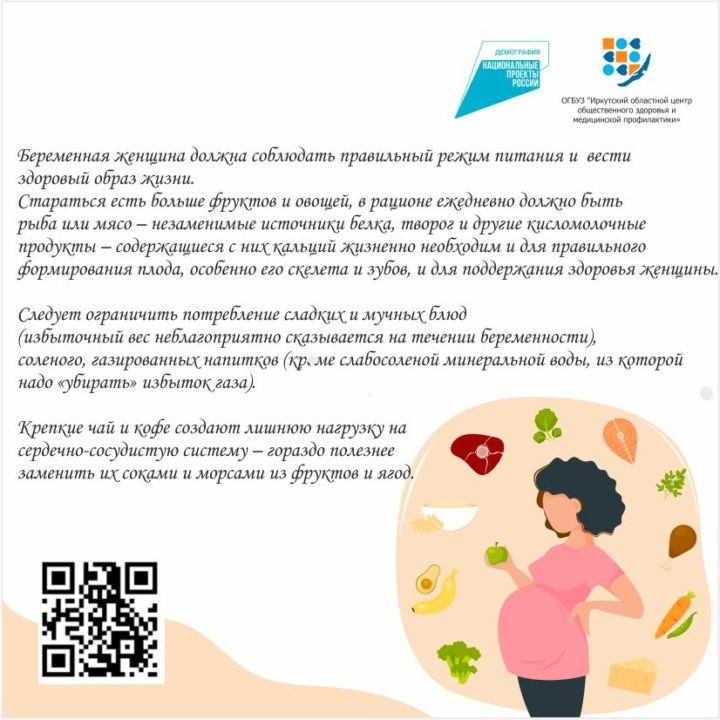 ДЕМОГРАФИЯ
НАЦИОНАЛЬНЫЕ
ПРОЕКТЫ
РОССИИ
ОГБУЗ "Иркутский областной центр
общественного здоровья и
медицинской профилактики»
Беременная женщина должна соблюдать правильный режим питания и вести
здоровый образ жизни.
Стараться есть больше фруктов и овощей, в рационе ежедневно должно быть
рыба или мясо – незаменимые источники белка, творог и другие кисломолочные
продукты – содержащиеся с них кальций жизненно необходим и для правильного
формирования плода, особенно его скелета и зубов, и для поддержания здоровья женщины.
Следует ограничить потребление сладких и мучных блюд
(избыточный вес неблагоприятно сказывается на течении беременности),
соленого, газированных напитков (кроме слабосоленой минеральной воды, из которой
надо «убирать» избыток газа).
Крепкие чай и кофе создают лишнюю нагрузку на
сердечно-сосудистую систему – гораздо полезнее
заменить их соками и морсами из фруктов и ягод.